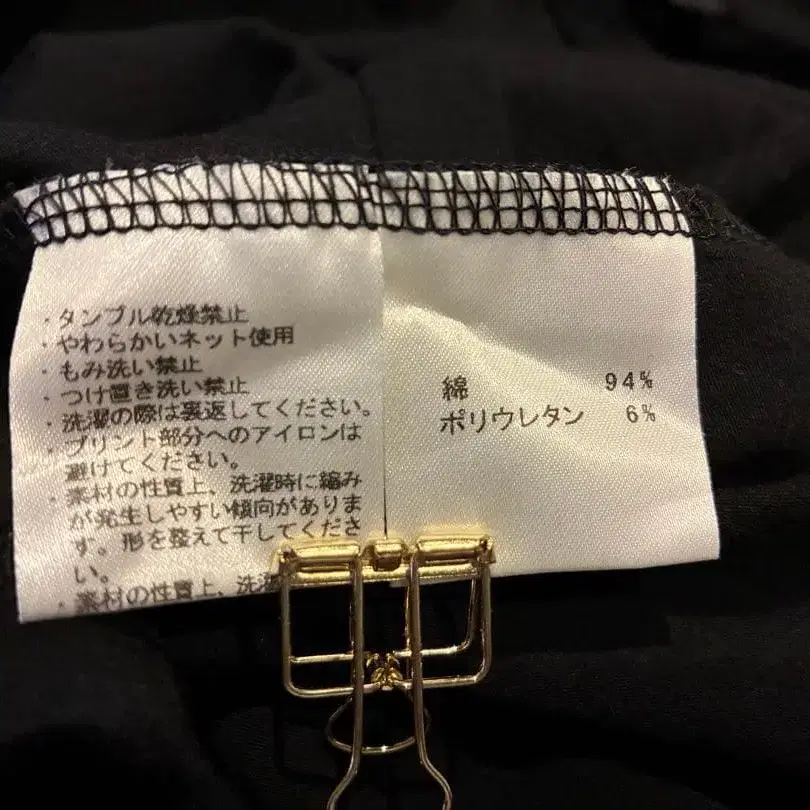 ・タンブル乾燥禁止
・やわらかいネット使用
・もみ洗い禁止
・つけ置き洗い禁止
・洗濯の際は裏返してください。
・プリント部分へのアイロンは
避けてください。
・素材の性質上、洗濯時に縮み
が発生しやすい傾向がありま
す。形を整えて干してくださ
い。
・素材の性質上、洗濯
綿 94%
ポリウレタン 6%